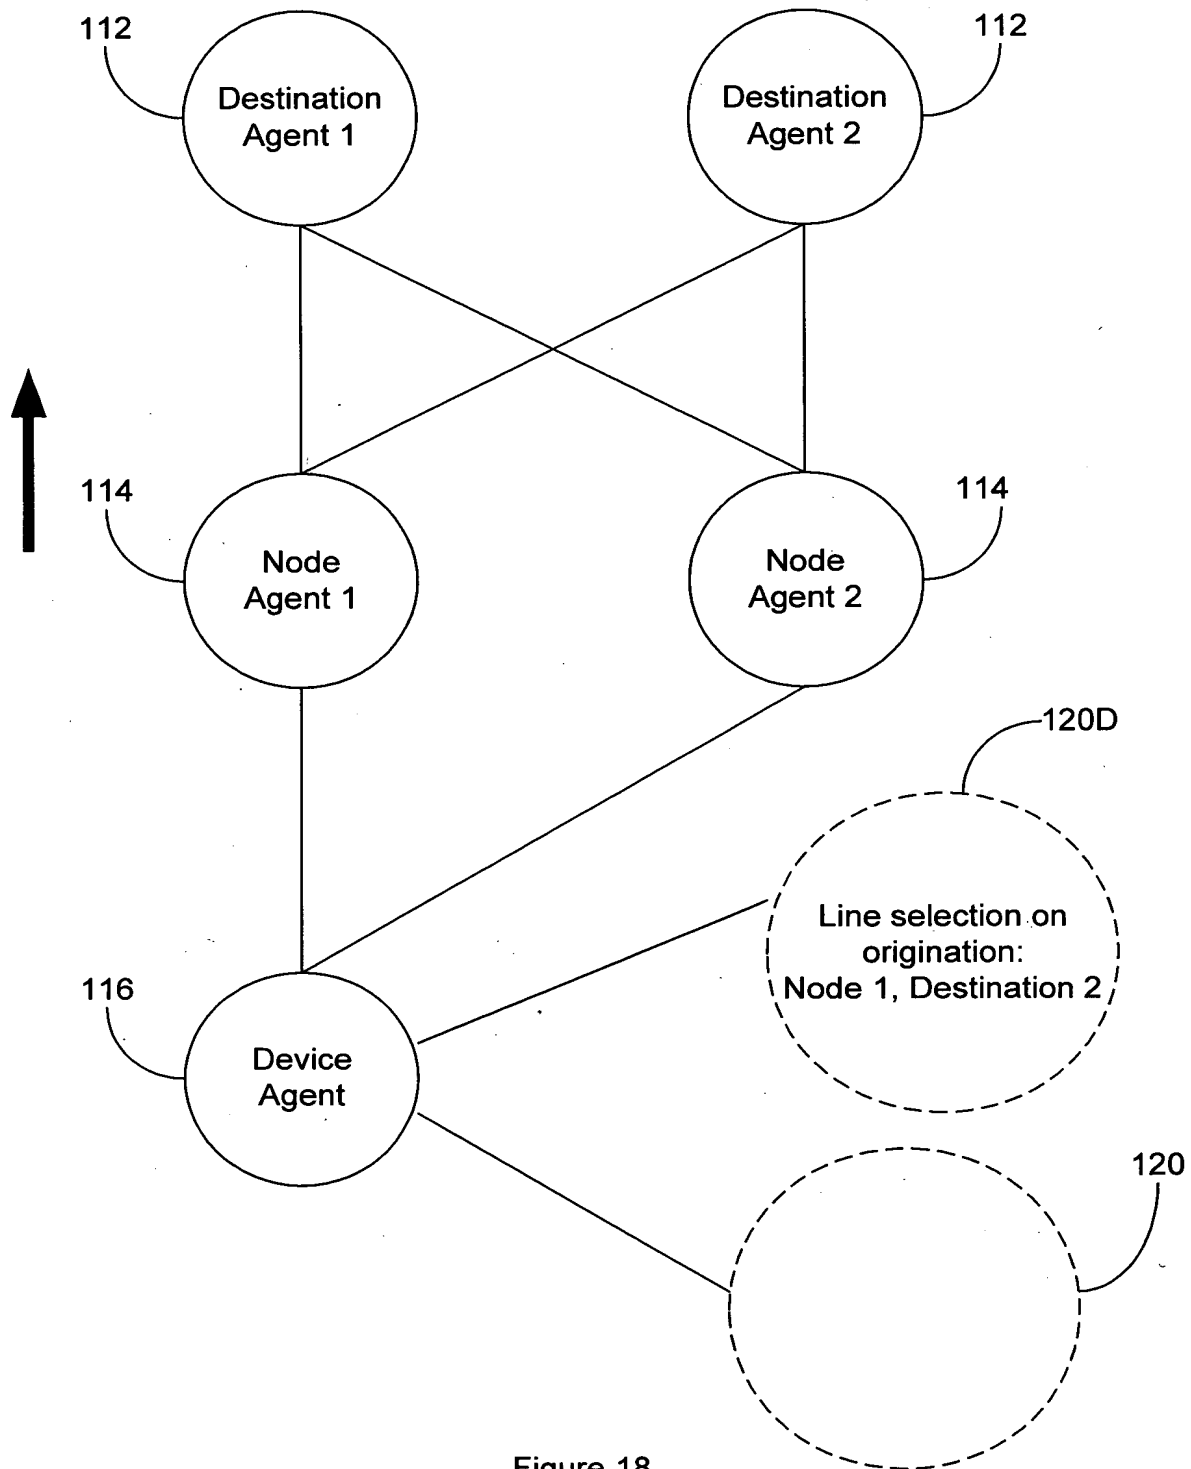 112
112
Destination
Agent 1
Destination
Agent 2
114
114
Node
Agent 1
Node
Agent 2
120D
Line selection on
origination:
Node 1, Destination 2
116
Device
Agent
120
Figure 18